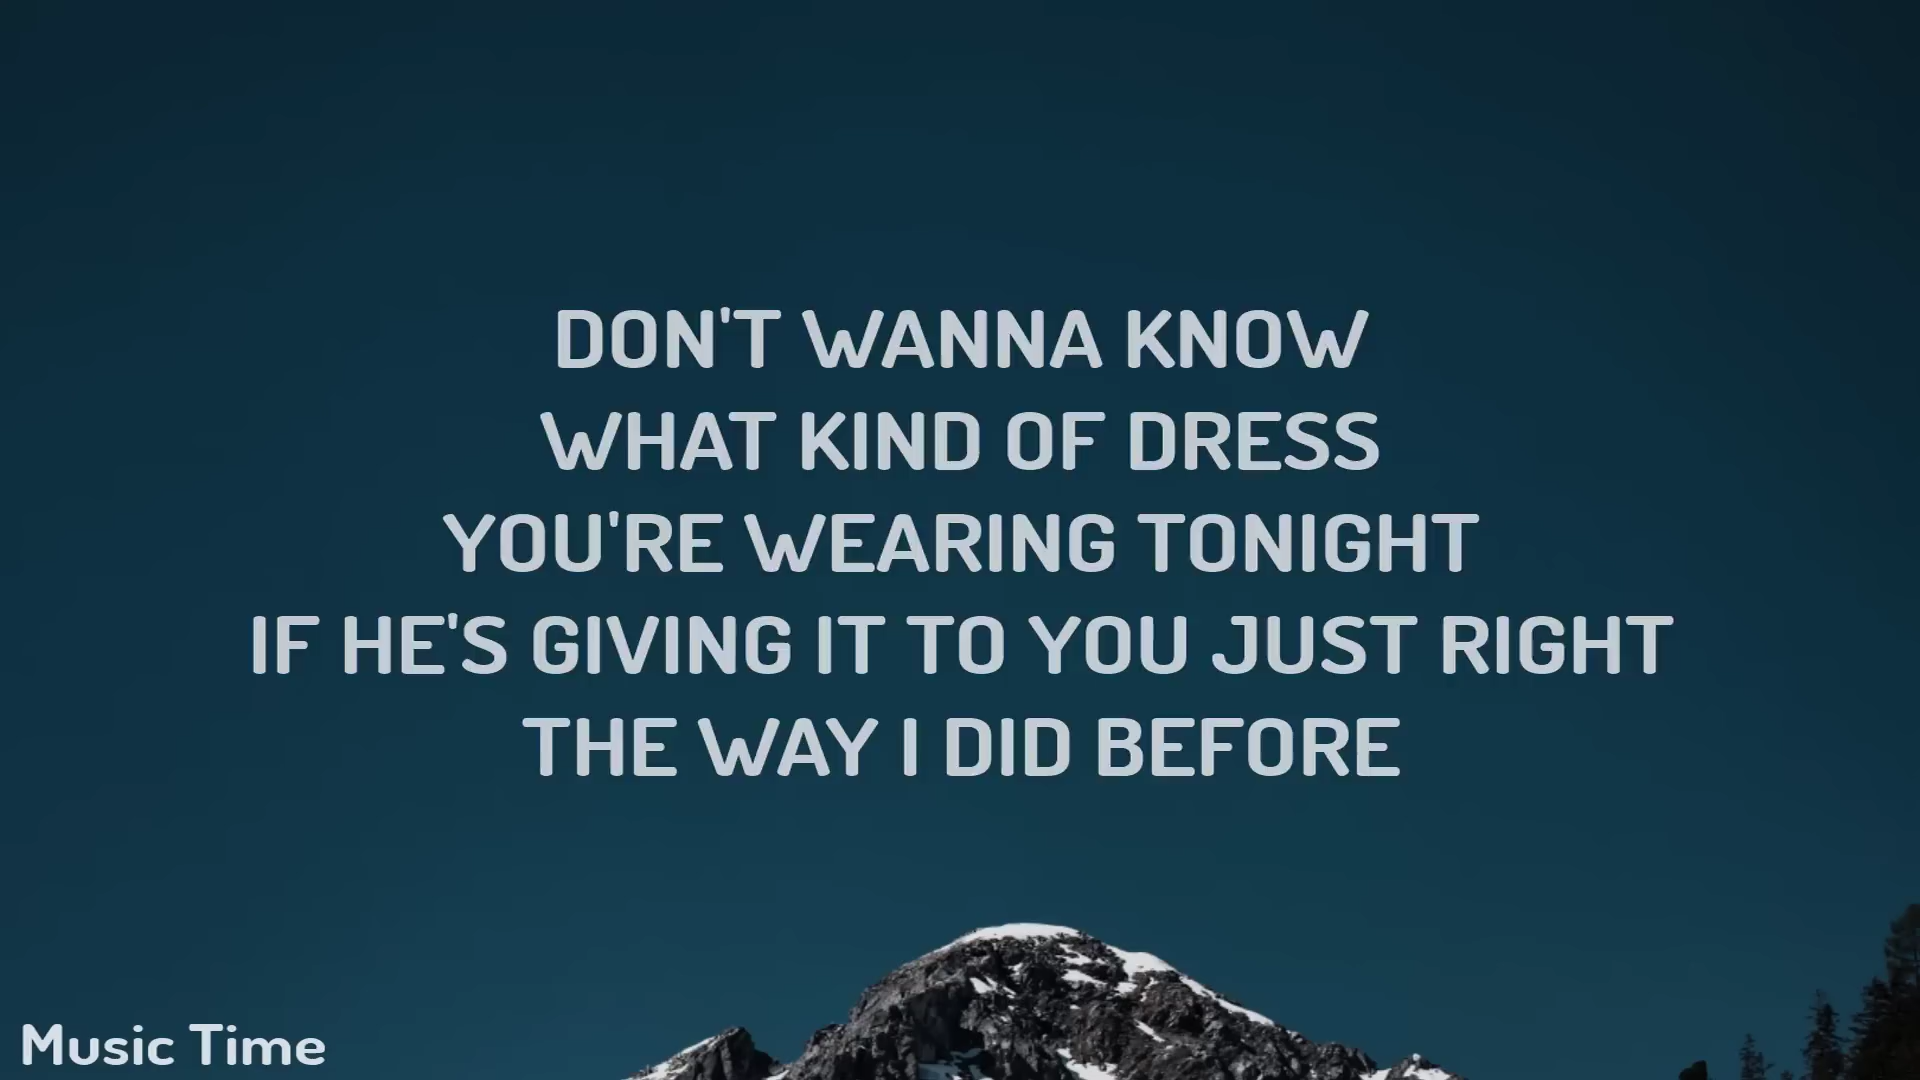 DON'T WANNA KNOW
WHAT KIND OF DRESS
YOU'RE WEARING TONIGHT
IF HE'S GIVING IT TO YOU JUST RIGHT
THE WAY I DID BEFORE
Music Time